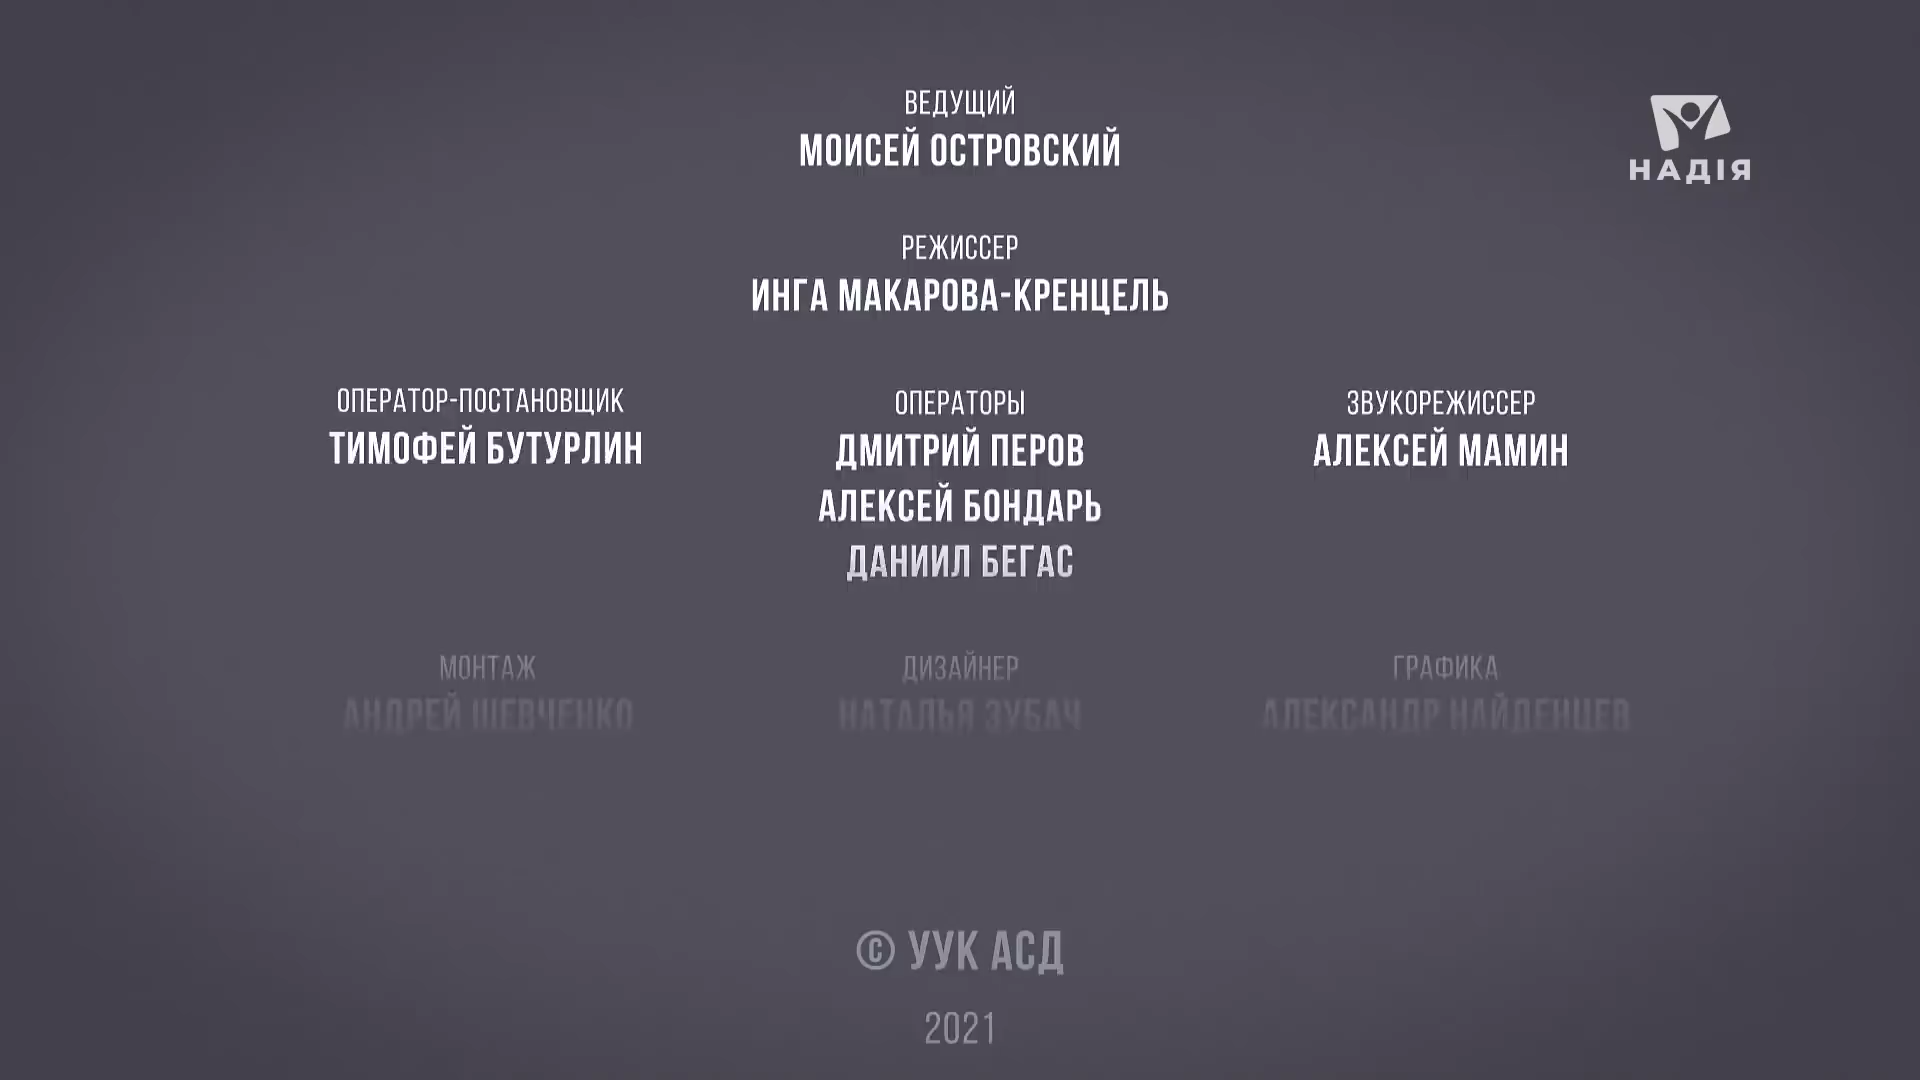 ВЕДУЩИЙ
МОИСЕЙ ОСТРОВСКИЙ
НАДІЯ
РЕЖИССЕР
ИНГА МАКАРОВА-КРЕНЦЕЛЬ
ОПЕРАТОР-ПОСТАНОВЩИК
ТИМОФЕЙ БУТУРЛИН
ОПЕРАТОРЫ
ДМИТРИЙ ПЕРОВ
АЛЕКСЕЙ БОНДАРЬ
ДАНИИЛ БЕГАС
ЗВУКОРЕЖИССЕР
АЛЕКСЕЙ МАМИН
МОНТАЖ
АНДРЕЙ ШЕВЧЕНКО
ДИЗАЙНЕР
НАТАЛЬЯ ЗУБАЧ
ГРАФИКА
АЛЕКСАНДР НАЙДЕНЦЕВ
© УУК АСД
2021